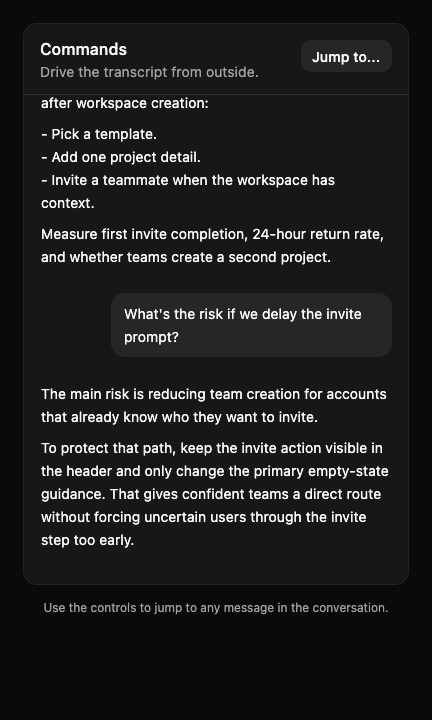 Commands
Drive the transcript from outside.
Jump to...
after workspace creation:
- Pick a template.
- Add one project detail.
- Invite a teammate when the workspace has
context.
Measure first invite completion, 24-hour return rate,
and whether teams create a second project.
What's the risk if we delay the invite
prompt?
The main risk is reducing team creation for accounts
that already know who they want to invite.
To protect that path, keep the invite action visible in
the header and only change the primary empty-state
guidance. That gives confident teams a direct route
without forcing uncertain users through the invite
step too early.
Use the controls to jump to any message in the conversation.